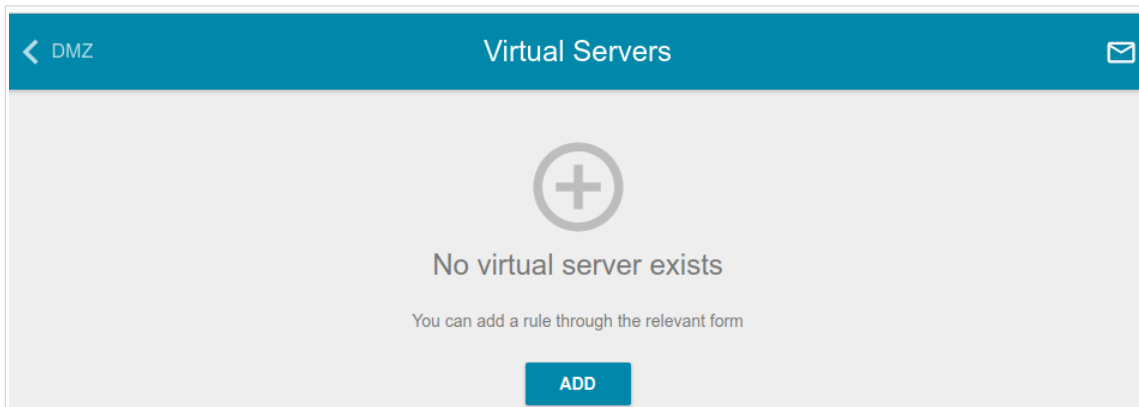 DMZ
Virtual Servers
No virtual server exists
You can add a rule through the relevant form
ADD